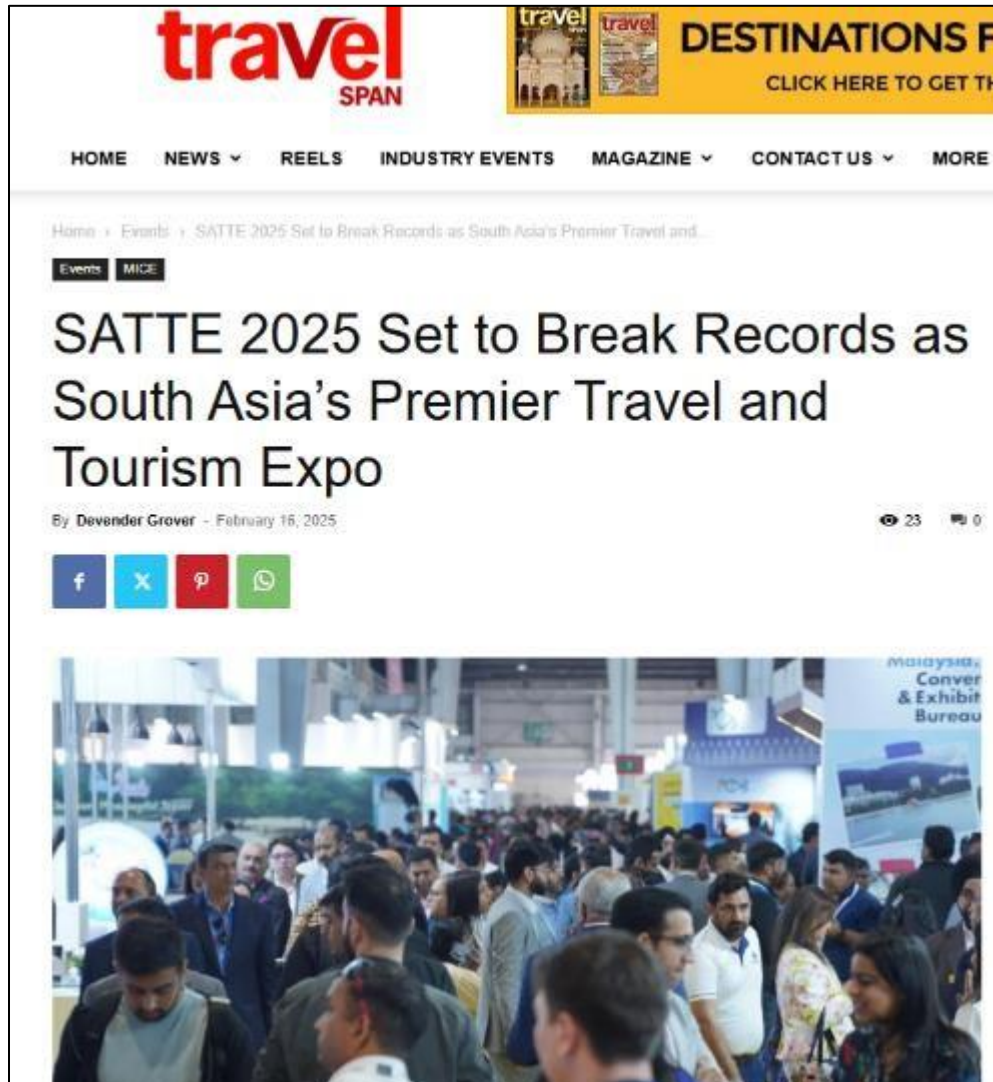 travel
SPAN
travel
SPAN
travel
DESTINATIONS F
CLICK HERE TO GET TH
HOME NEWS REELS INDUSTRY EVENTS MAGAZINE CONTACT US MORE
Home › Events › SATTE 2025 Set to Break Records as South Asia's Premier Travel and...
Events MICE
SATTE 2025 Set to Break Records as
South Asia’s Premier Travel and
Tourism Expo
By Devender Grover - February 16, 2025 23 0
Malaysia,
Conver
& Exhibit
Bureau